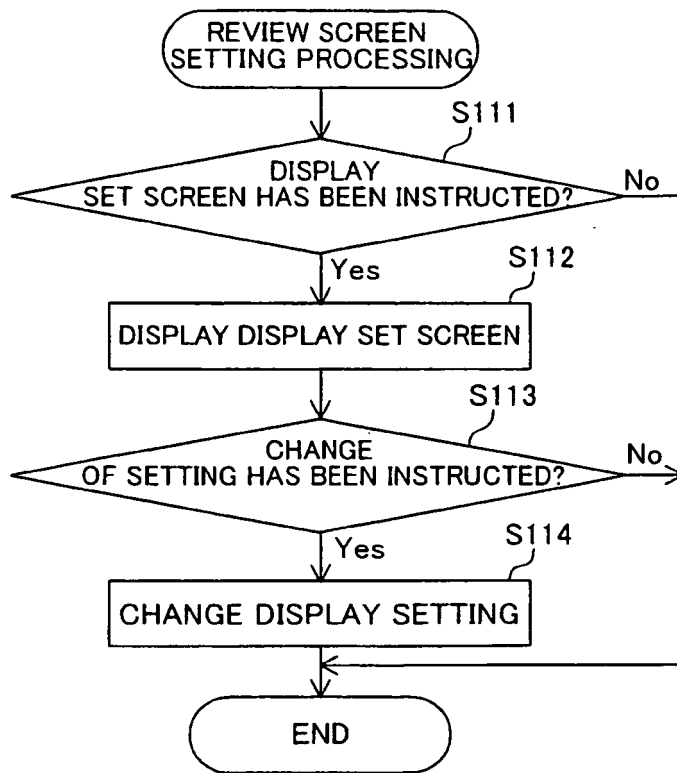 REVIEW SCREEN
SETTING PROCESSING
S111
DISPLAY
SET SCREEN HAS BEEN INSTRUCTED?
No
Yes
S112
DISPLAY DISPLAY SET SCREEN
S113
CHANGE
OF SETTING HAS BEEN INSTRUCTED?
No
Yes
S114
CHANGE DISPLAY SETTING
END